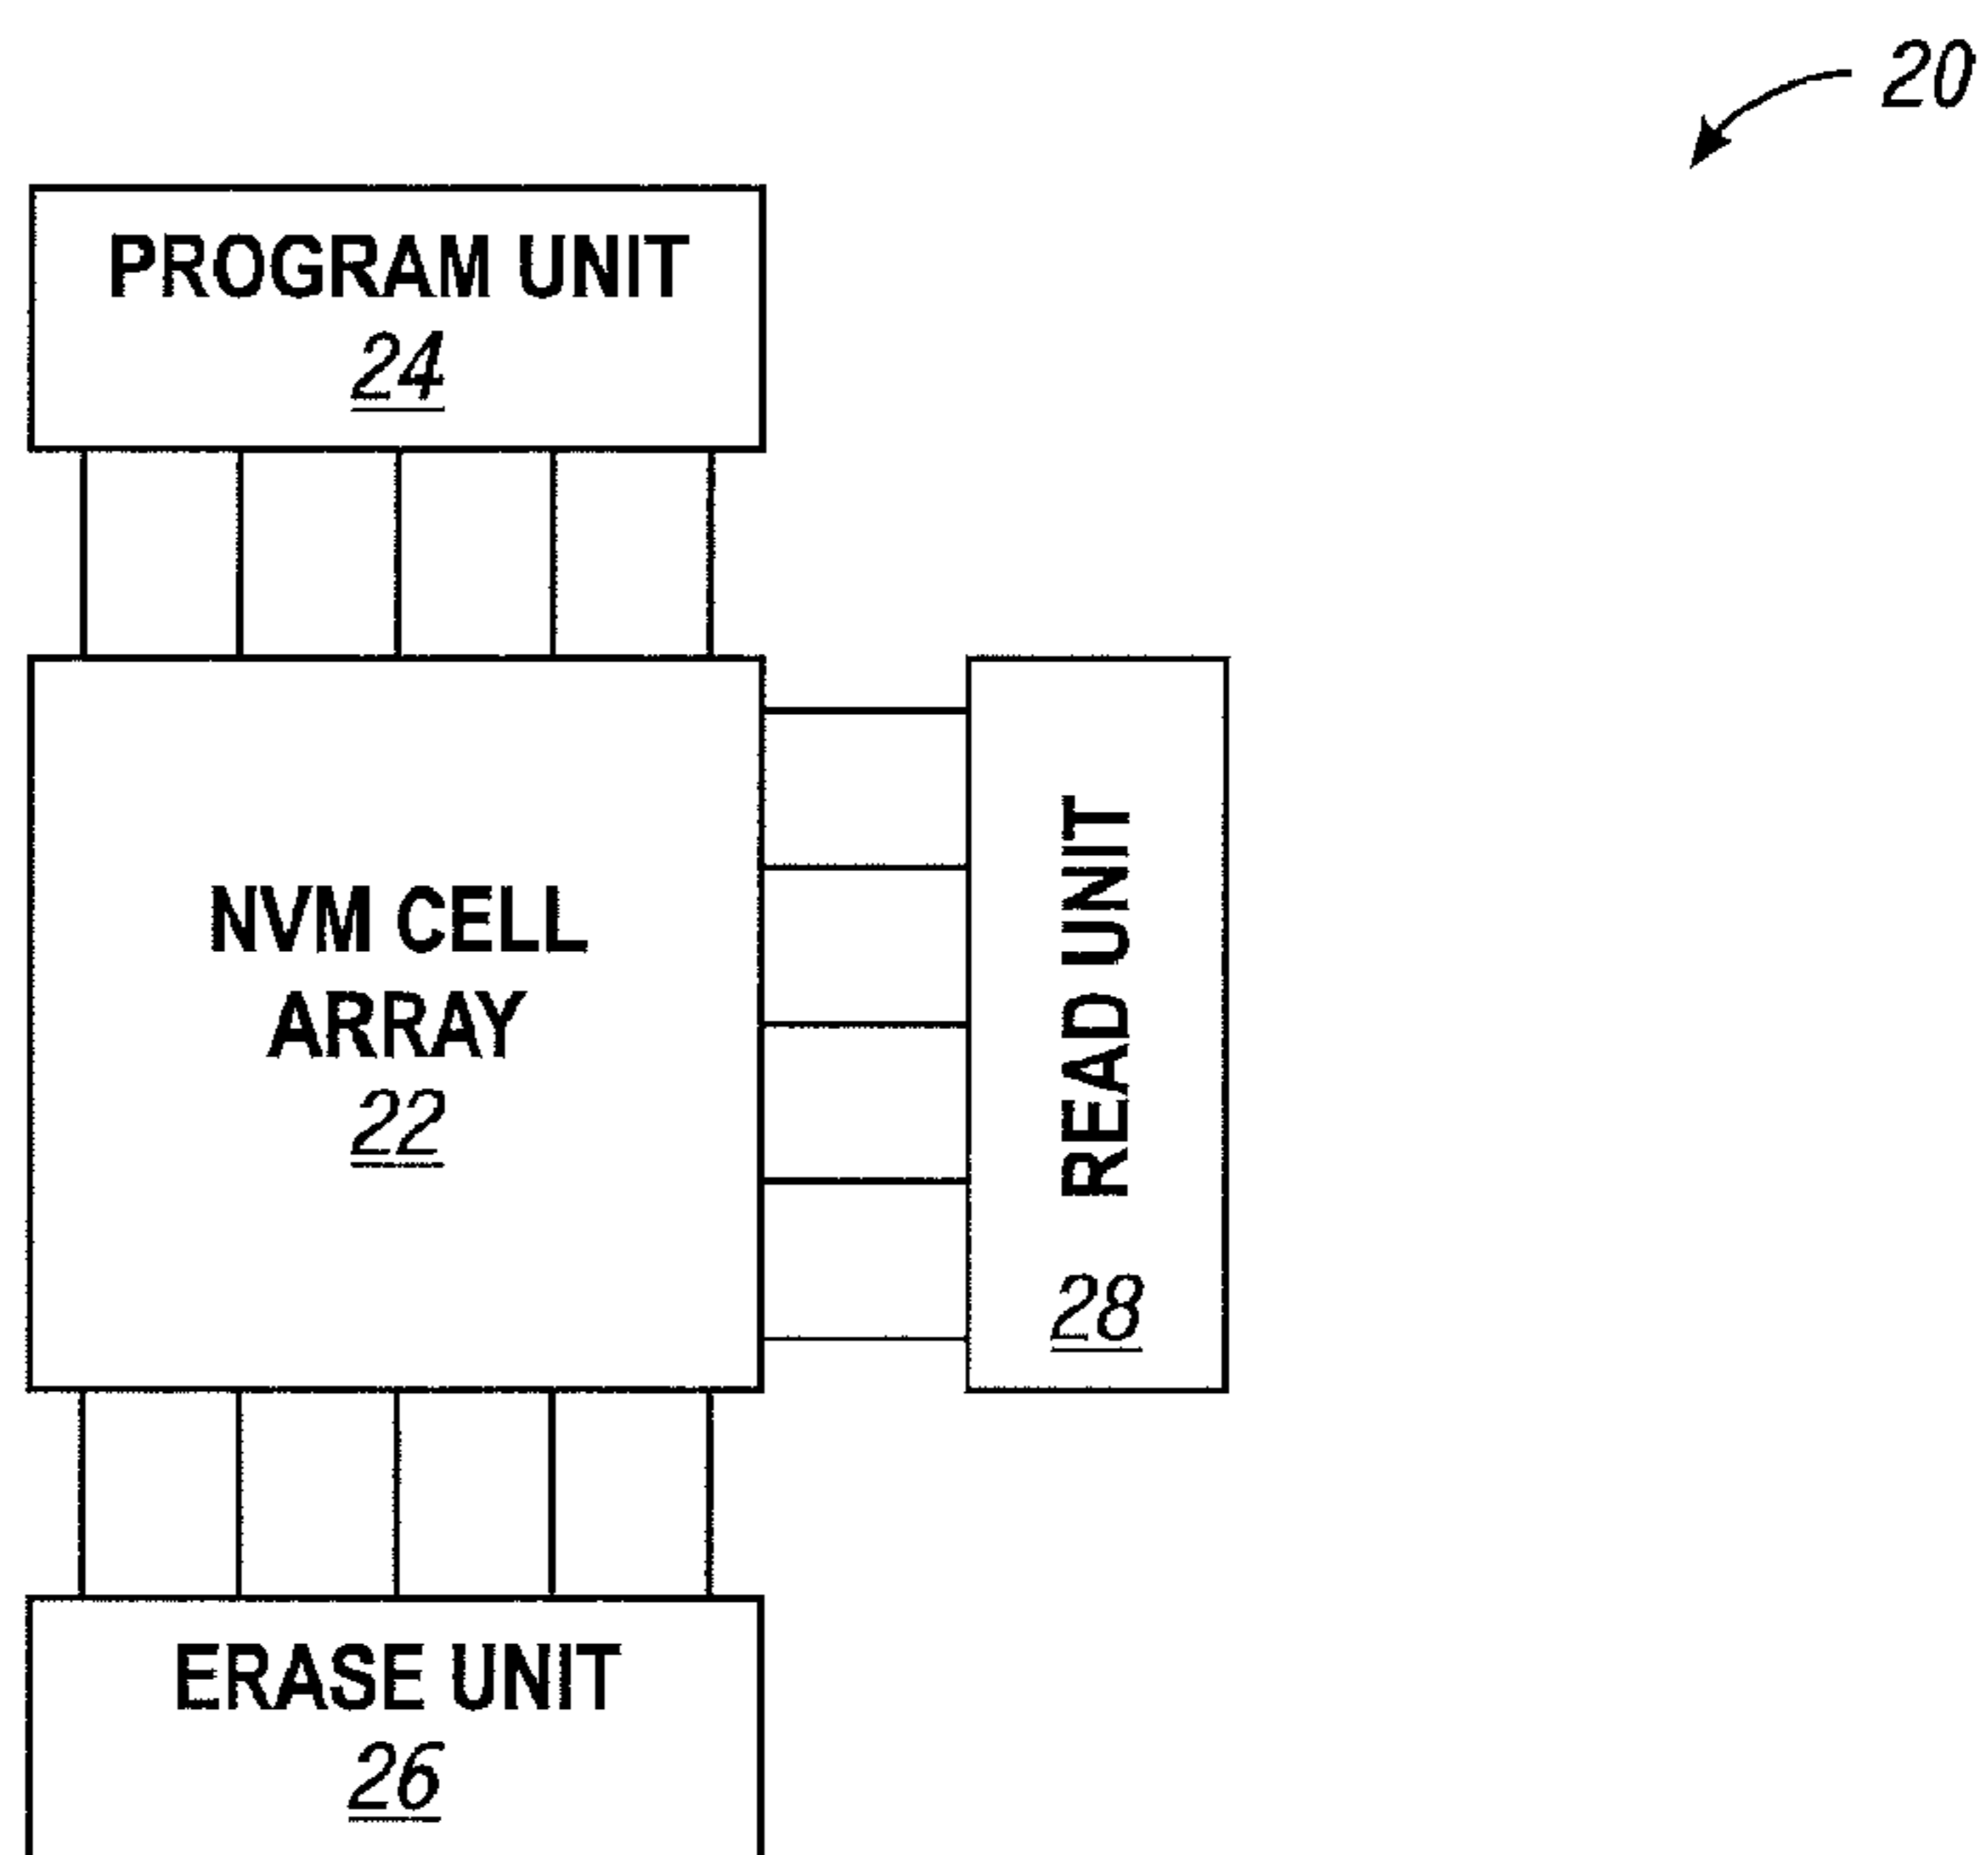 20
PROGRAM UNIT
24
NVM CELL
ARRAY
22
READ UNIT
28
ERASE UNIT
26